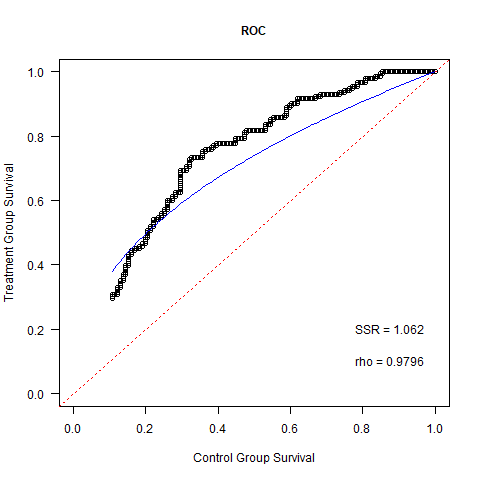 ROC
Treatment Group Survival
1.0
0.8
0.6
0.4
0.2
0.0
SSR = 1.062
rho = 0.9796
0.0 0.2 0.4 0.6 0.8 1.0
Control Group Survival